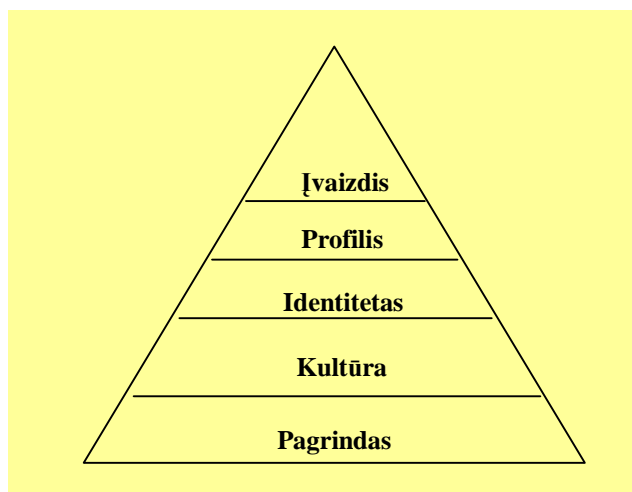 Įvaizdis
Profilis
Identitetas
Kultūra
Pagrindas